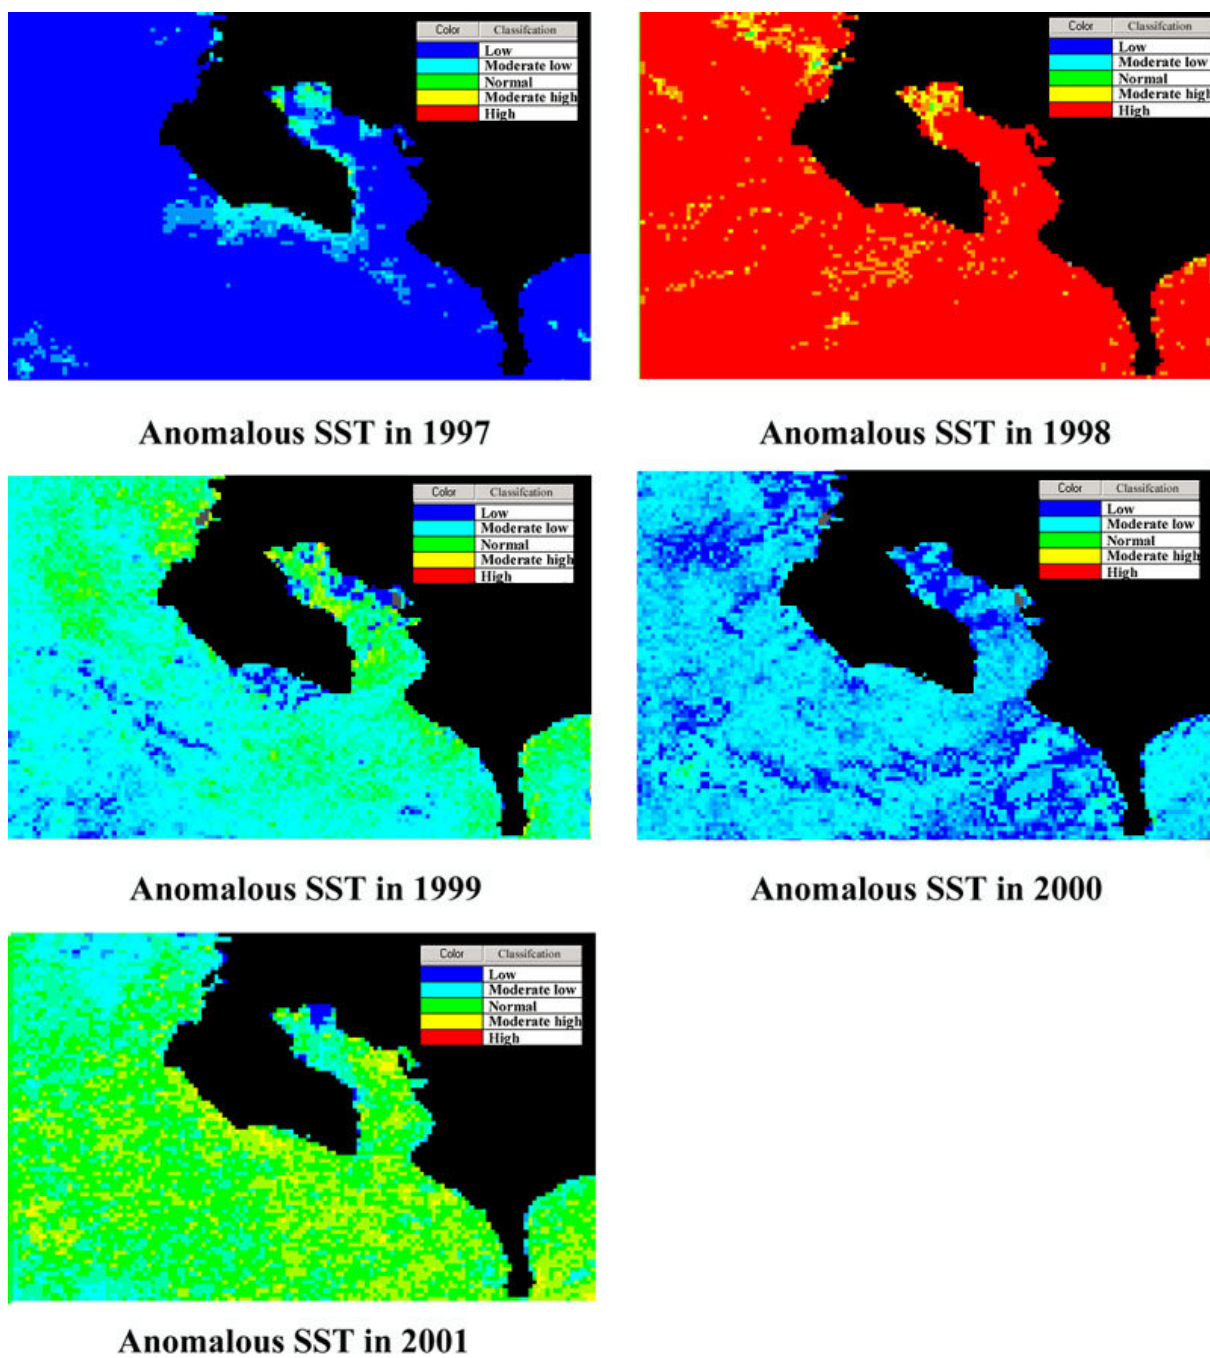 Color Classifcation
Low
Moderate low
Normal
Moderate high
High
Color Classifcation
Low
Moderate low
Normal
Moderate high
High
Anomalous SST in 1997
Anomalous SST in 1998
Color Classifcation
Low
Moderate low
Normal
Moderate high
High
Color Classifcation
Low
Moderate low
Normal
Moderate high
High
Anomalous SST in 1999
Anomalous SST in 2000
Color Classifcation
Low
Moderate low
Normal
Moderate high
High
Anomalous SST in 2001